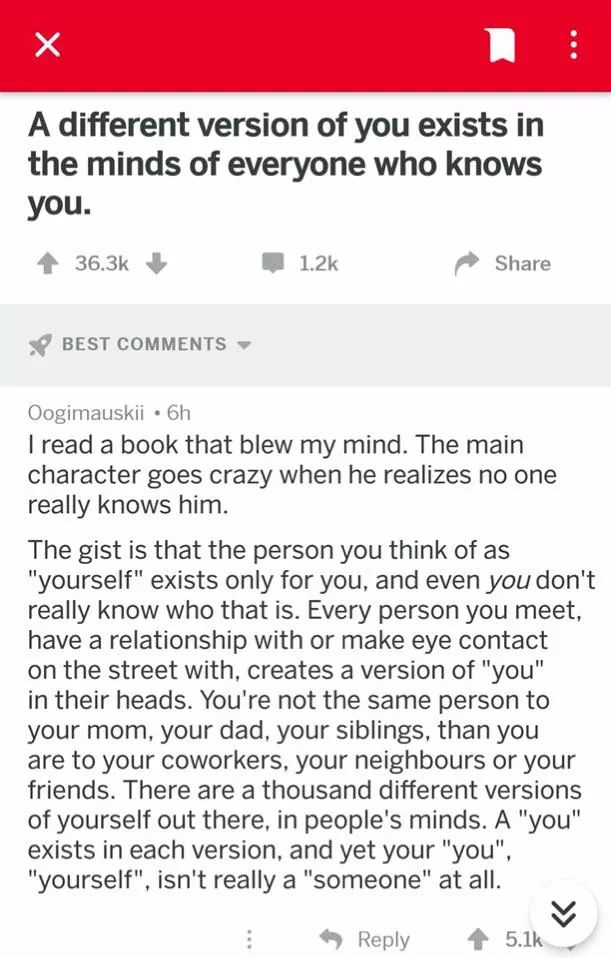 A different version of you exists in
the minds of everyone who knows
you.
36.3k
1.2k
Share
BEST COMMENTS
Oogimauskii • 6h
I read a book that blew my mind. The main
character goes crazy when he realizes no one
really knows him.
The gist is that the person you think of as
"yourself" exists only for you, and even you don't
really know who that is. Every person you meet,
have a relationship with or make eye contact
on the street with, creates a version of "you"
in their heads. You're not the same person to
your mom, your dad, your siblings, than you
are to your coworkers, your neighbours or your
friends. There are a thousand different versions
of yourself out there, in people's minds. A "you"
exists in each version, and yet your "you",
"yourself", isn't really a "someone" at all.
Reply
5.1k